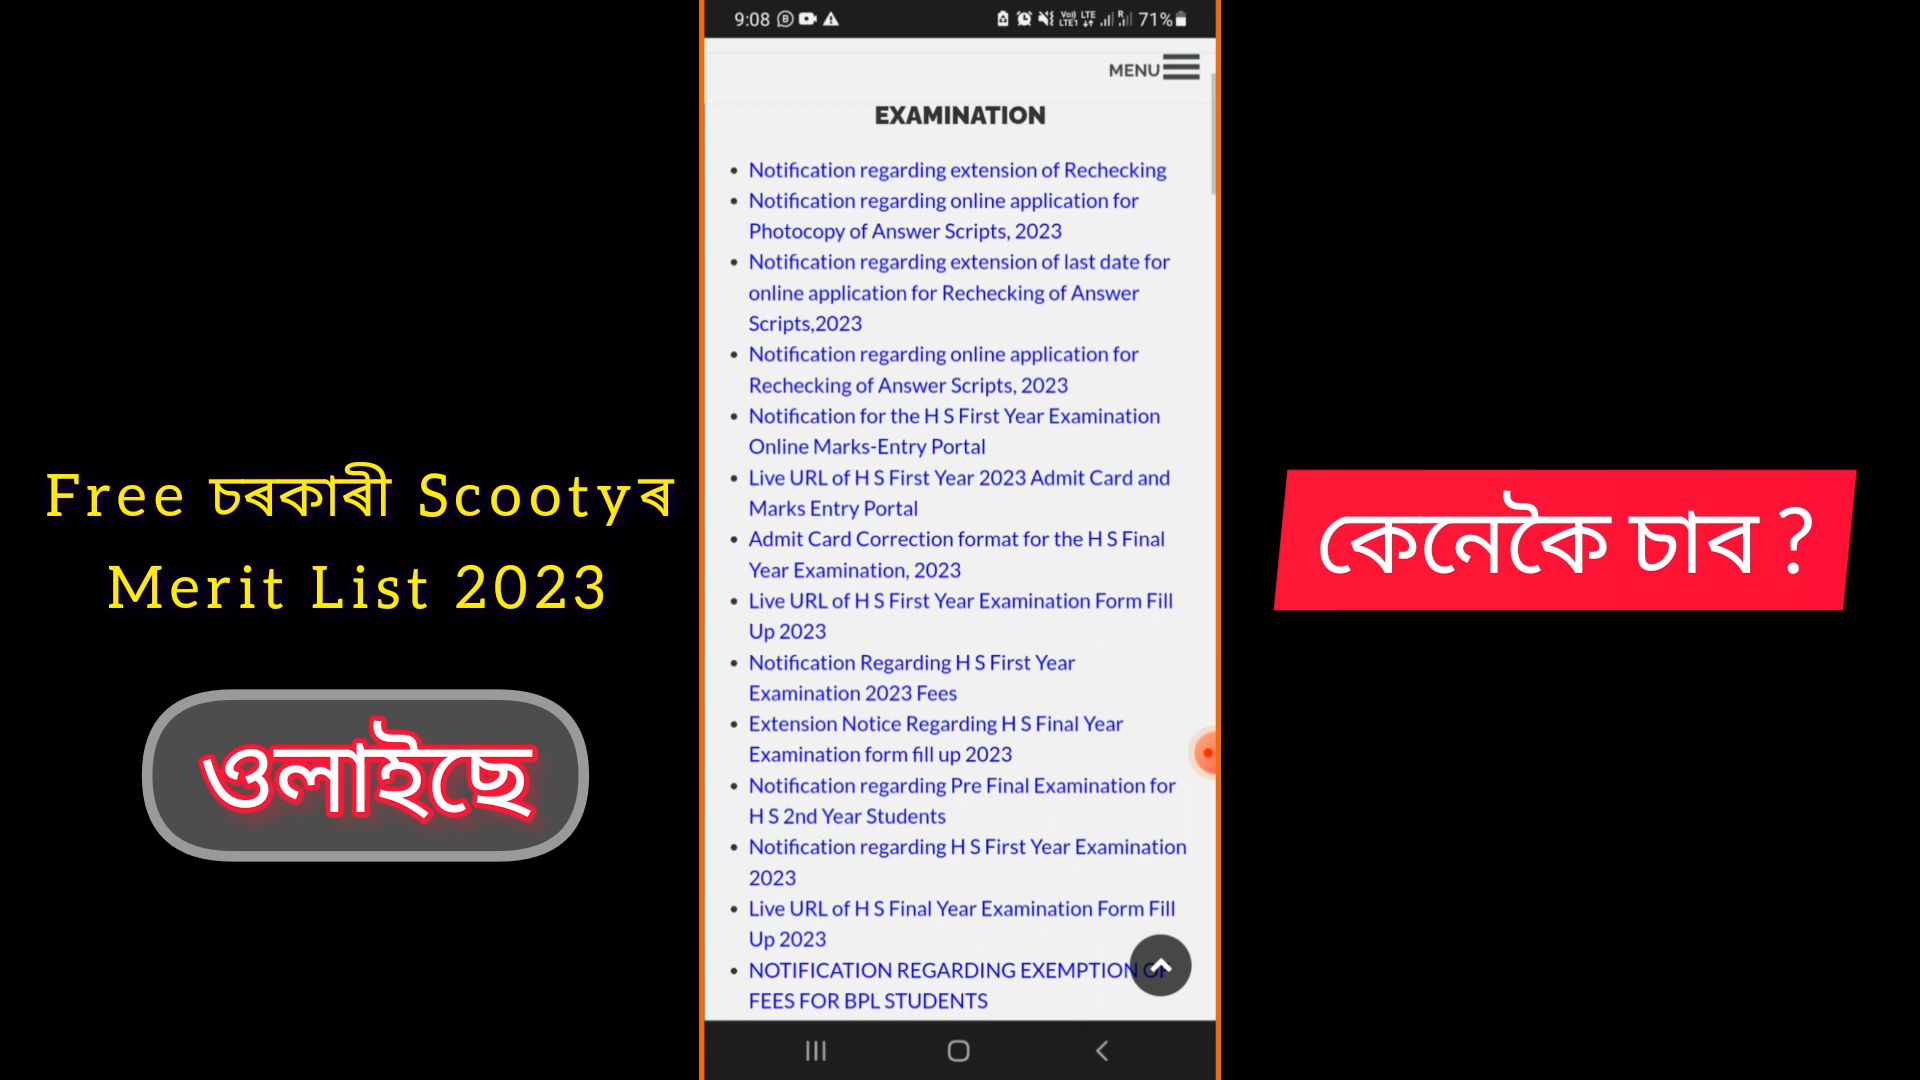 9:08
71%
MENU
EXAMINATION
Notification regarding extension of Rechecking
Notification regarding online application for
Photocopy of Answer Scripts, 2023
Notification regarding extension of last date for
online application for Rechecking of Answer
Scripts,2023
Notification regarding online application for
Rechecking of Answer Scripts, 2023
Notification for the H S First Year Examination
Online Marks-Entry Portal
Live URL of H S First Year 2023 Admit Card and
Marks Entry Portal
Admit Card Correction format for the H S Final
Year Examination, 2023
Live URL of H S First Year Examination Form Fill
Up 2023
Notification Regarding H S First Year
Examination 2023 Fees
Extension Notice Regarding H S Final Year
Examination form fill up 2023
Notification regarding Pre Final Examination for
H S 2nd Year Students
Notification regarding H S First Year Examination
2023
Live URL of H S Final Year Examination Form Fill
Up 2023
NOTIFICATION REGARDING EXEMPTION OF
FEES FOR BPL STUDENTS
Free চৰকাৰী Scootyৰ
Merit List 2023
ওলাইছে
কেনেকৈ চাব ?